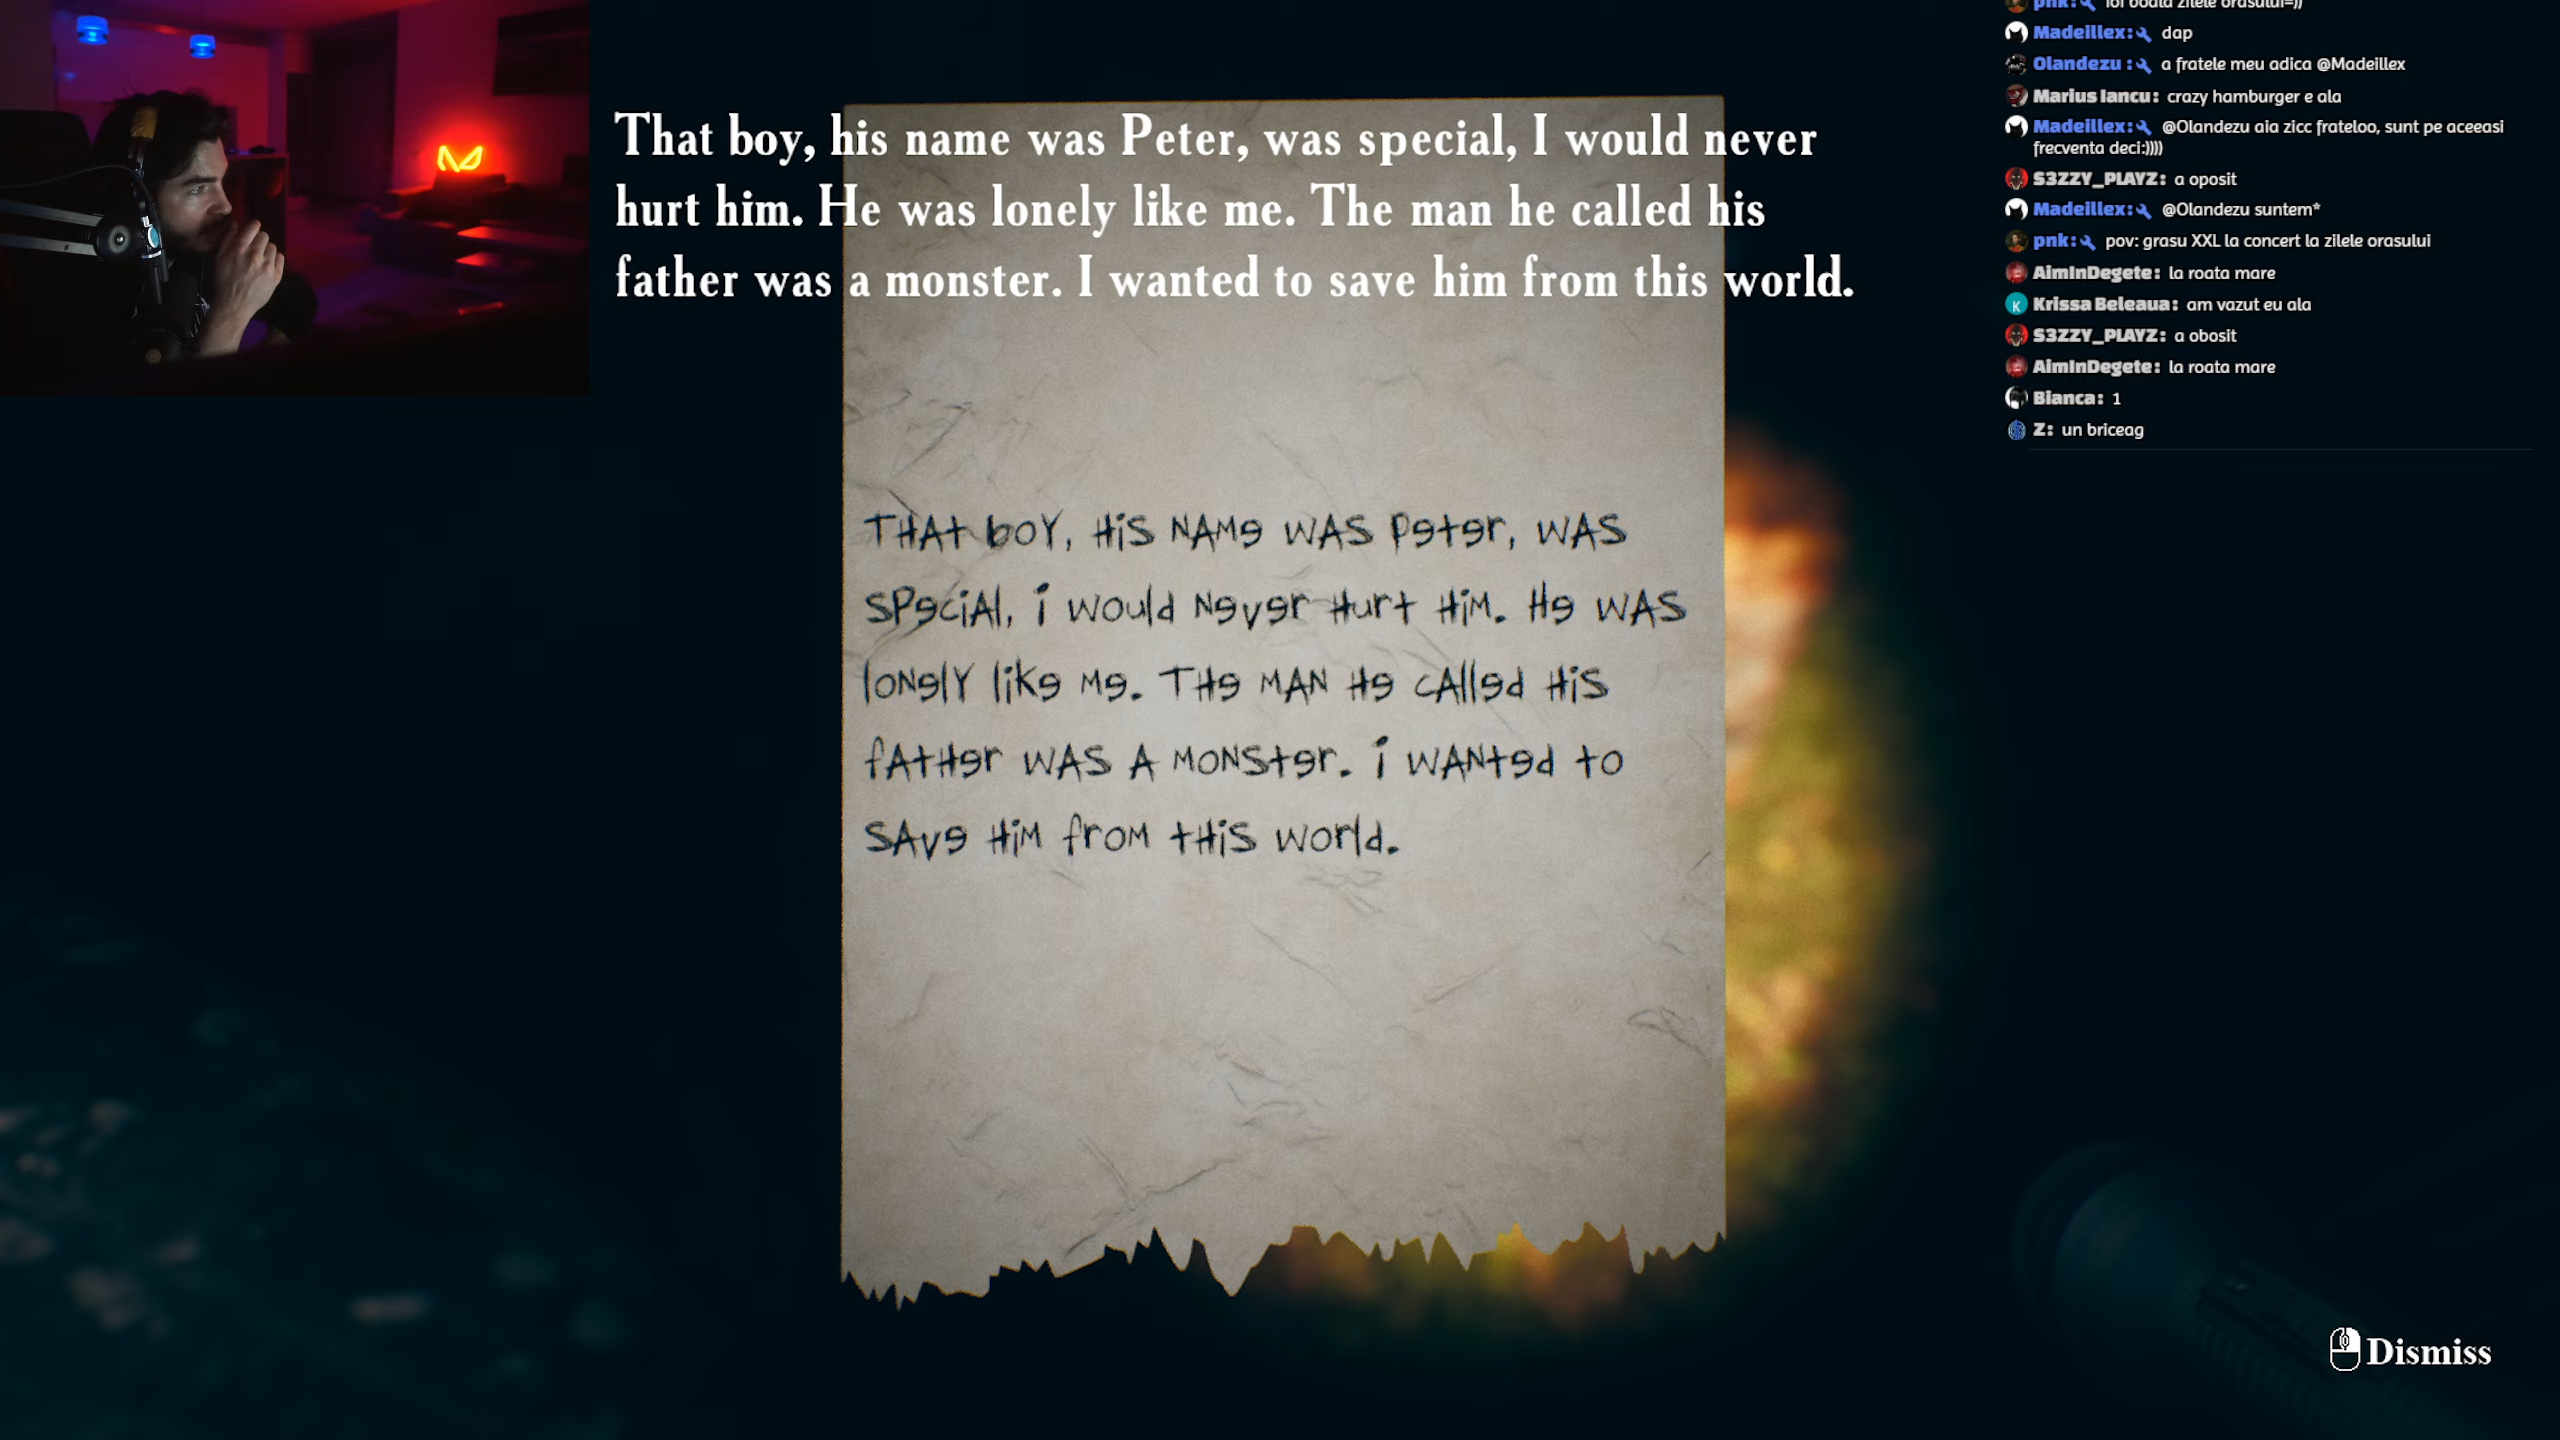 That boy, his name was Peter, was special, I would never
hurt him. He was lonely like me. The man he called his
father was a monster. I wanted to save him from this world.
THAT boY, HiS NAMe WAS Peter, WAS
SPeciAl, i would Never Hurt HiM. He WAS
loNelY like Me. THe MAN He cAlled HiS
fATHer WAS A MoNSter. i WANted to
SAve HiM froM tHiS world.
Madeillex: dap
Olandezu : a fratele meu adica @Madeillex
Marius Iancu: crazy hamburger e ala
Madeillex: @Olandezu aia zicc frateloo, sunt pe aceeasi
frecventa deci:))))
S3ZZY_PLAYZ: a oposit
Madeillex: @Olandezu suntem*
pnk: pov: grasu XXL la concert la zilele orasului
AimInDegete: la roata mare
Krissa Beleaua: am vazut eu ala
S3ZZY_PLAYZ: a obosit
AimInDegete: la roata mare
Bianca: 1
Z: un briceag
Dismiss